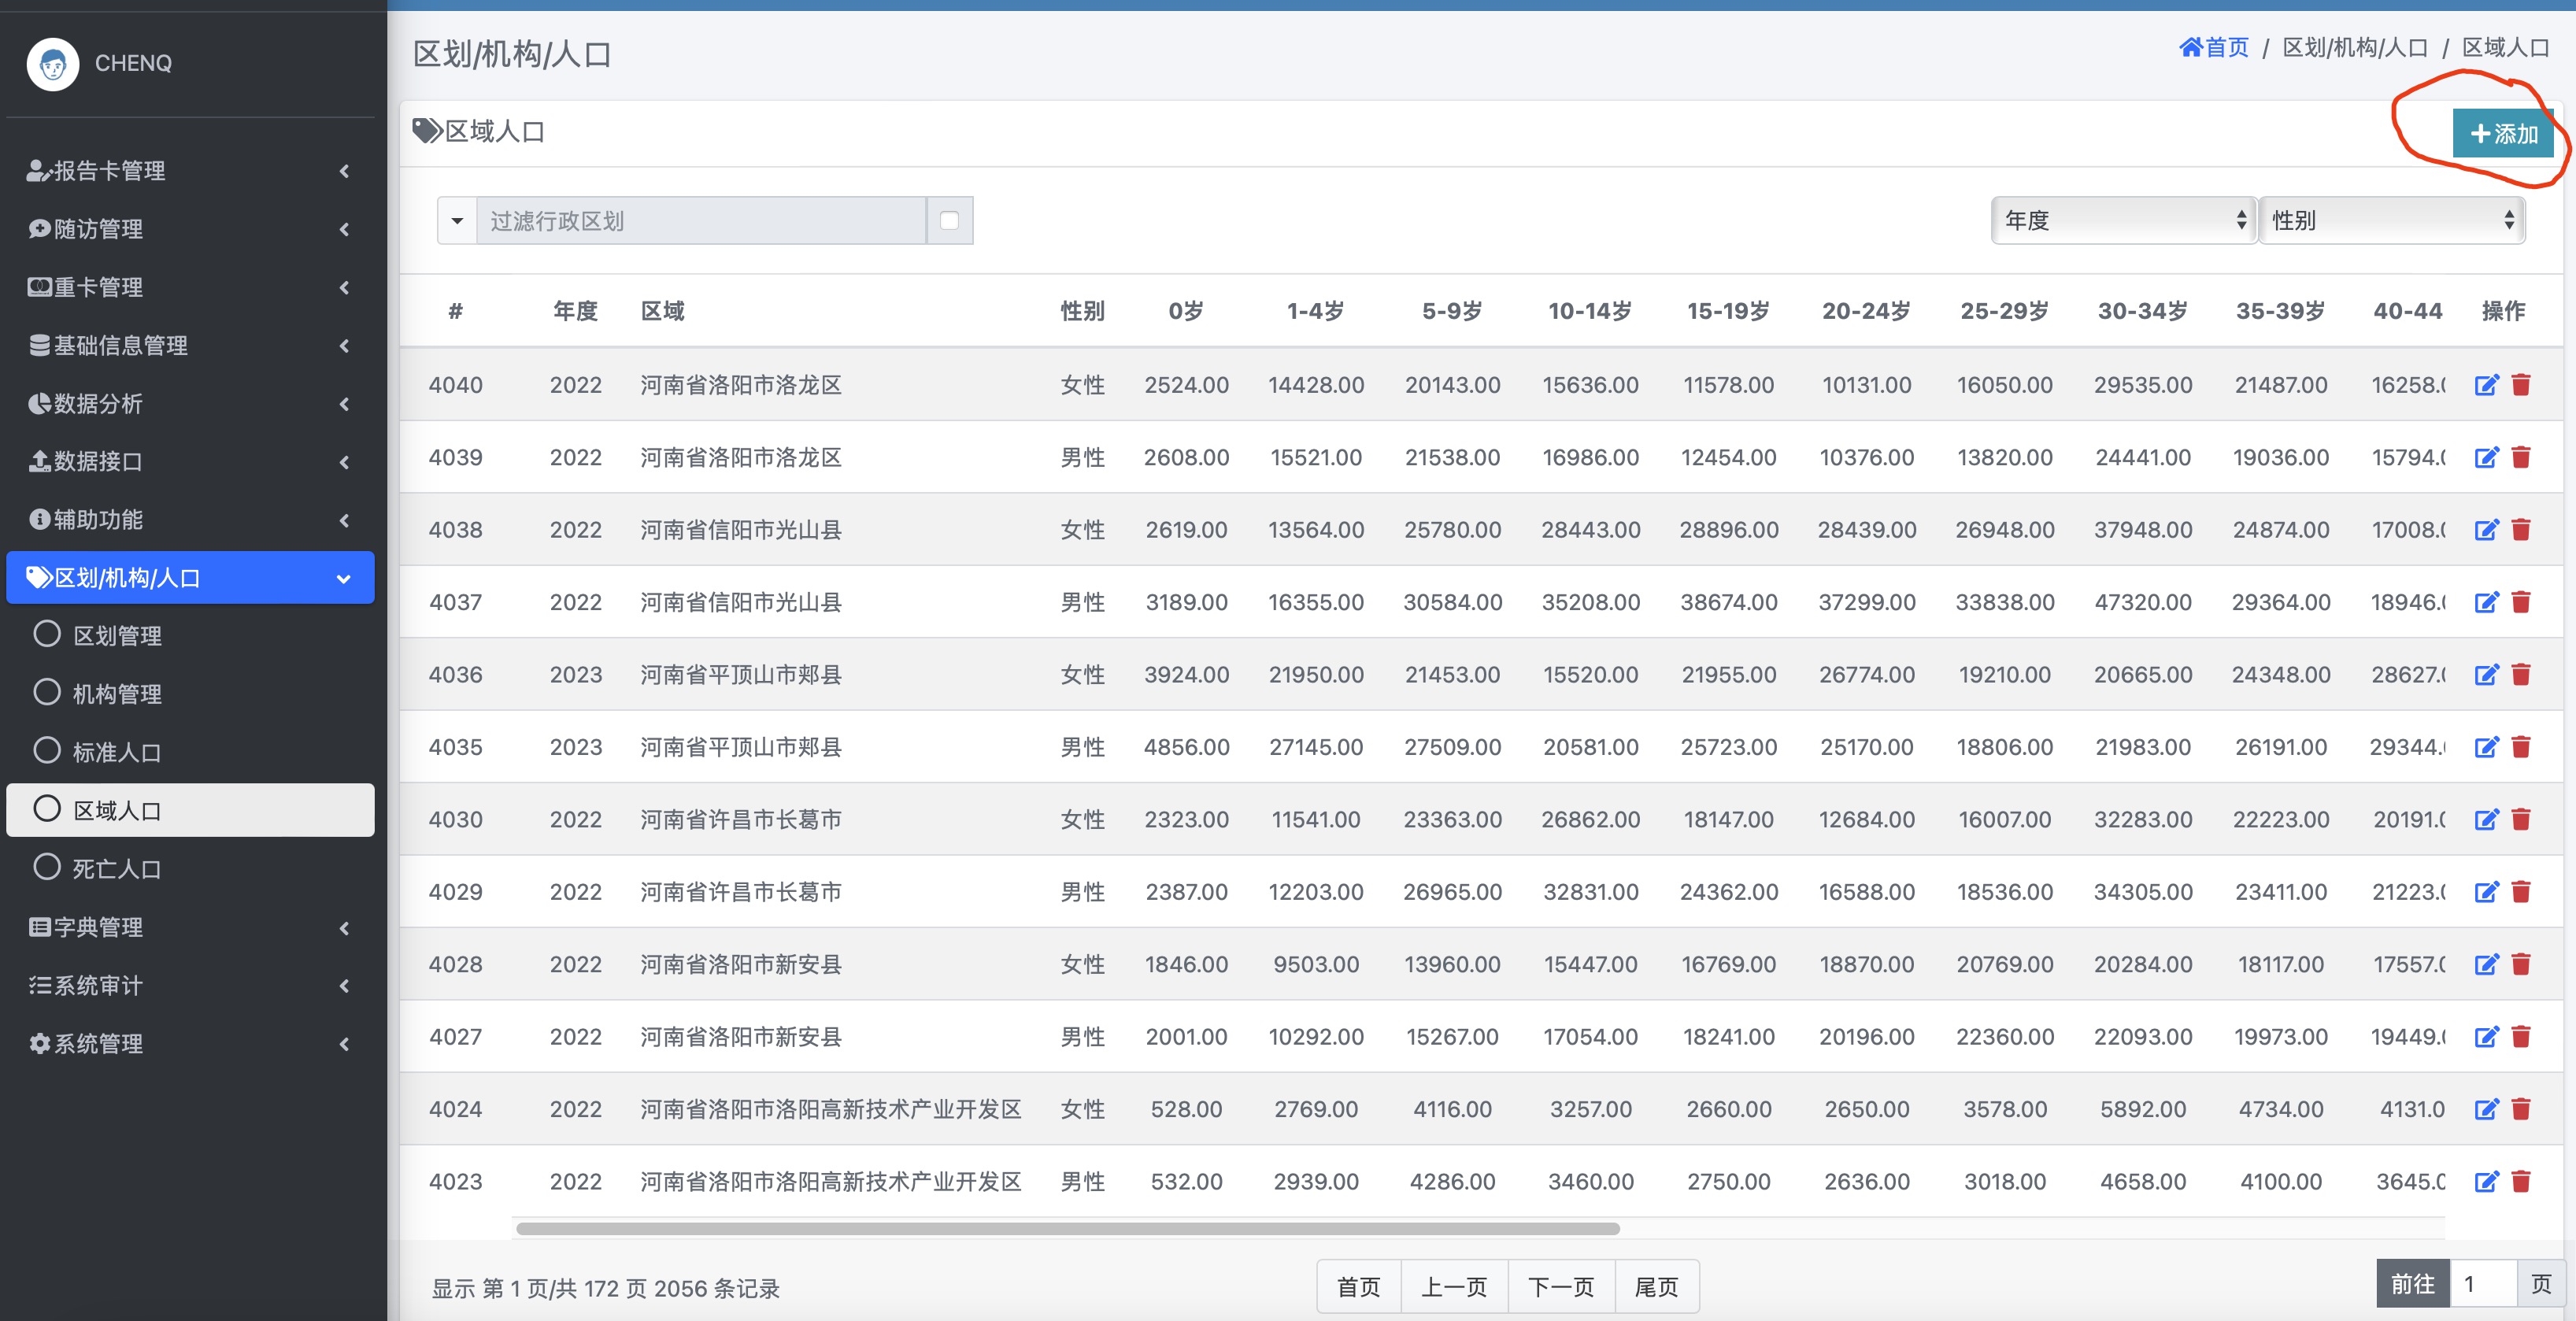 CHENQ
报告卡管理
随访管理
重卡管理
基础信息管理
数据分析
数据接口
辅助功能
区划/机构/人口
区划管理
机构管理
标准人口
区域人口
死亡人口
字典管理
系统审计
系统管理
区划/机构/人口
首页 / 区划/机构/人口 / 区域人口
区域人口
添加
过滤行政区划 年度 性别
# 年度 区域 性别 0岁 1-4岁 5-9岁 10-14岁 15-19岁 20-24岁 25-29岁 30-34岁 35-39岁 40-44 操作
4040 2022 河南省洛阳市洛龙区 女性 2524.00 14428.00 20143.00 15636.00 11578.00 10131.00 16050.00 29535.00 21487.00 16258.
4039 2022 河南省洛阳市洛龙区 男性 2608.00 15521.00 21538.00 16986.00 12454.00 10376.00 13820.00 24441.00 19036.00 15794.
4038 2022 河南省信阳市光山县 女性 2619.00 13564.00 25780.00 28443.00 28896.00 28439.00 26948.00 37948.00 24874.00 17008.
4037 2022 河南省信阳市光山县 男性 3189.00 16355.00 30584.00 35208.00 38674.00 37299.00 33838.00 47320.00 29364.00 18946.
4036 2023 河南省平顶山市郏县 女性 3924.00 21950.00 21453.00 15520.00 21955.00 26774.00 19210.00 20665.00 24348.00 28627.
4035 2023 河南省平顶山市郏县 男性 4856.00 27145.00 27509.00 20581.00 25723.00 25170.00 18806.00 21983.00 26191.00 29344.
4030 2022 河南省许昌市长葛市 女性 2323.00 11541.00 23363.00 26862.00 18147.00 12684.00 16007.00 32283.00 22223.00 20191.
4029 2022 河南省许昌市长葛市 男性 2387.00 12203.00 26965.00 32831.00 24362.00 16588.00 18536.00 34305.00 23411.00 21223.
4028 2022 河南省洛阳市新安县 女性 1846.00 9503.00 13960.00 15447.00 16769.00 18870.00 20769.00 20284.00 18117.00 17557.
4027 2022 河南省洛阳市新安县 男性 2001.00 10292.00 15267.00 17054.00 18241.00 20196.00 22360.00 22093.00 19973.00 19449.
4024 2022 河南省洛阳市洛阳高新技术产业开发区 女性 528.00 2769.00 4116.00 3257.00 2660.00 2650.00 3578.00 5892.00 4734.00 4131.0
4023 2022 河南省洛阳市洛阳高新技术产业开发区 男性 532.00 2939.00 4286.00 3460.00 2750.00 2636.00 3018.00 4658.00 4100.00 3645.
显示 第 1 页/共 172 页 2056 条记录 首页 上一页 下一页 尾页 前往 1 页